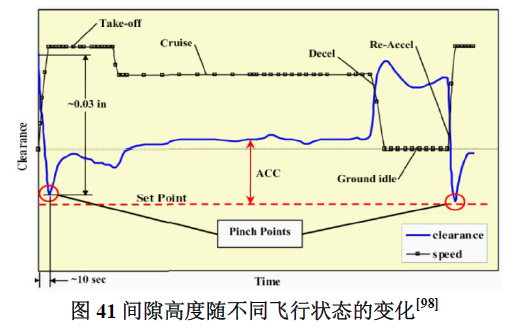 Take-off
Cruise
Decel
Re-Accel
~0.03 in
Clearance
ACC
Ground idle
Set Point
Pinch Points
clearance
speed
~10 sec
Time
图 41 间隙高度随不同飞行状态的变化[98]